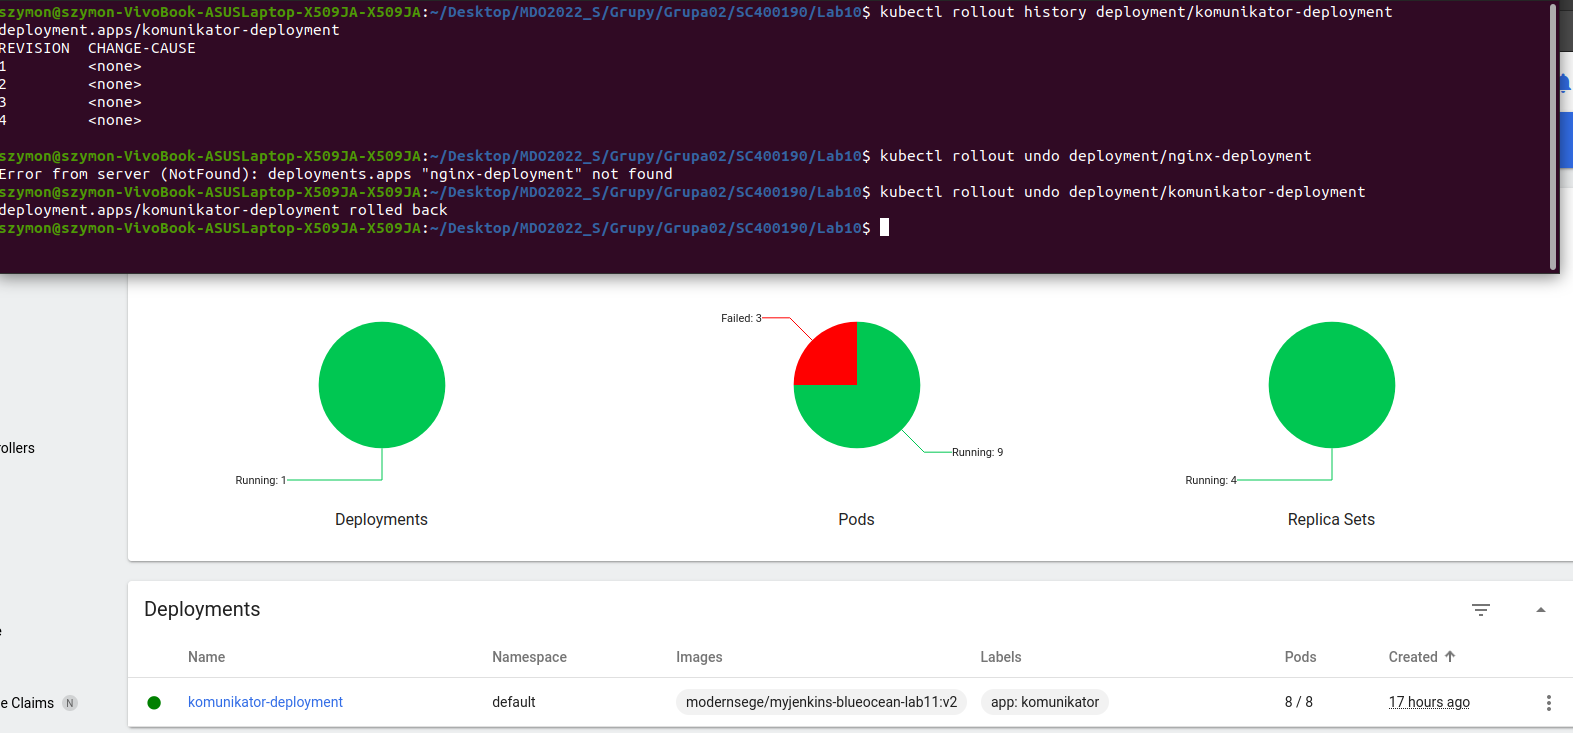 szymon@szymon-VivoBook-ASUSLaptop-X509JA-X509JA:~/Desktop/MDO2022_S/Grupy/Grupa02/SC400190/Lab10$ kubectl rollout history deployment/komunikator-deployment
deployment.apps/komunikator-deployment
REVISION  CHANGE-CAUSE
1         <none>
2         <none>
3         <none>
4         <none>
szymon@szymon-VivoBook-ASUSLaptop-X509JA-X509JA:~/Desktop/MDO2022_S/Grupy/Grupa02/SC400190/Lab10$ kubectl rollout undo deployment/nginx-deployment
Error from server (NotFound): deployments.apps "nginx-deployment" not found
szymon@szymon-VivoBook-ASUSLaptop-X509JA-X509JA:~/Desktop/MDO2022_S/Grupy/Grupa02/SC400190/Lab10$ kubectl rollout undo deployment/komunikator-deployment
deployment.apps/komunikator-deployment rolled back
szymon@szymon-VivoBook-ASUSLaptop-X509JA-X509JA:~/Desktop/MDO2022_S/Grupy/Grupa02/SC400190/Lab10$
Failed: 3
ollers
Running: 9
Running: 1
Running: 4
Deployments Pods Replica Sets
Deployments
e
Name Namespace Images Labels Pods Created
e Claims N
komunikator-deployment default modernsege/myjenkins-blueocean-lab11:v2 app: komunikator 8 / 8 17 hours ago